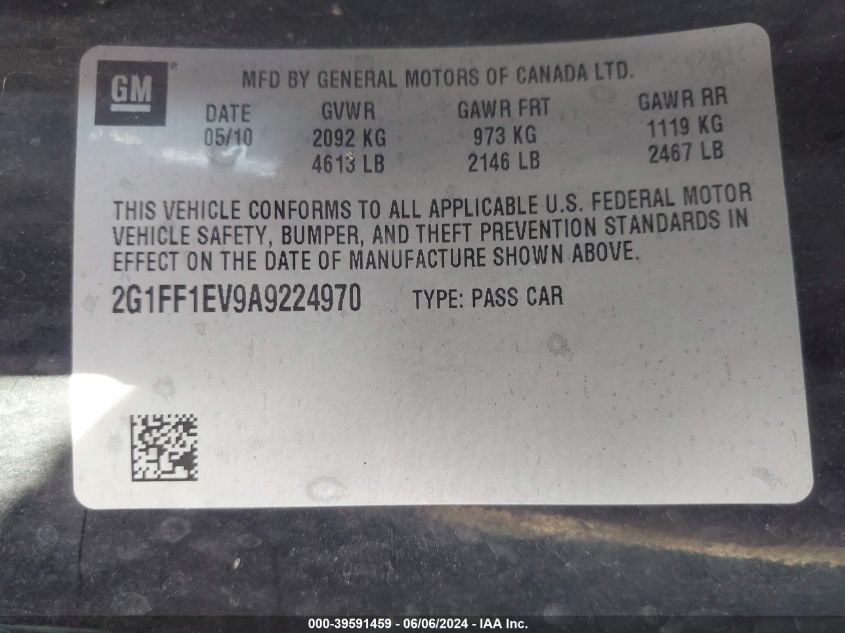 GM®
MFD BY GENERAL MOTORS OF CANADA LTD.
DATE GVWR GAWR FRT GAWR RR
05/10 2092 KG 973 KG 1119 KG
4613 LB 2146 LB 2467 LB
THIS VEHICLE CONFORMS TO ALL APPLICABLE U.S. FEDERAL MOTOR
VEHICLE SAFETY, BUMPER, AND THEFT PREVENTION STANDARDS IN
EFFECT ON THE DATE OF MANUFACTURE SHOWN ABOVE.
2G1FF1EV9A9224970 TYPE: PASS CAR
000-39591459 - 06/06/2024 - IAA Inc.